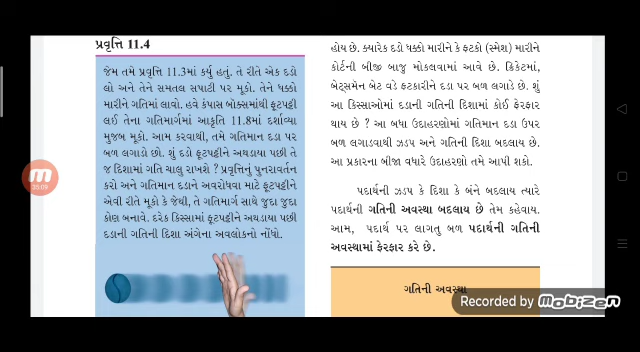 પ્રવૃત્તિ 11.4
જેમ તમે પ્રવૃત્તિ 11.3માં કર્યુ હતું. તે રીતે એક દડો
લો અને તેને સમતલ સપાટી પર મૂકો. તેને ધક્કો
મારીને ગતિમાં લાવો. હવે કંપાસ બોક્સમાંથી ફૂટપટ્ટી
લઈ તેના ગતિમાર્ગમાં આકૃતિ 11.8માં દર્શાવ્યા
મુજબ મૂકો. આમ કરવાથી, તમે ગતિમાન દડા પર
બળ લગાડો છો. શું દડો ફૂટપટ્ટીને અથડાયા પછી તે
જ દિશામાં ગતિ ચાલુ રાખશે ? પ્રવૃત્તિનું પુનરાવર્તન
કરો અને ગતિમાન દડાને અવરોધવા માટે ફૂટપટ્ટીને
એવી રીતે મૂકો કે જેથી, તે ગતિમાર્ગ સાથે જુદા જુદા
કોણ બનાવે. દરેક કિસ્સામાં ફૂટપટ્ટીને અથડાયા પછી
દડાની ગતિની દિશા અંગેના અવલોકનો નોંધો.
હોય છે. ક્યારેક દડો ધક્કો મારીને કે ફટકો (સ્મેશ) મારીને
કોર્ટની બીજી બાજુ મોકલવામાં આવે છે. ક્રિકેટમાં,
બેટ્સમૅન બેટ વડે ફટકારીને દડા પર બળ લગાડે છે. શું
આ કિસ્સાઓમાં દડાની ગતિની દિશામાં કોઈ ફેરફાર
થાય છે ? આ બધા ઉદાહરણોમાં ગતિમાન દડા ઉપર
બળ લગાડવાથી ઝડપ અને ગતિની દિશા બદલાય છે.
આ પ્રકારના બીજા વધારે ઉદાહરણો તમે આપી શકો.
પદાર્થની ઝડપ કે દિશા કે બંને બદલાય ત્યારે
પદાર્થની ગતિની અવસ્થા બદલાય છે તેમ કહેવાય.
આમ, પદાર્થ પર લાગતુ બળ પદાર્થની ગતિની
અવસ્થામાં ફેરફાર કરે છે.
ગતિની અવસ્થા
30:09
Recorded by Mobizen